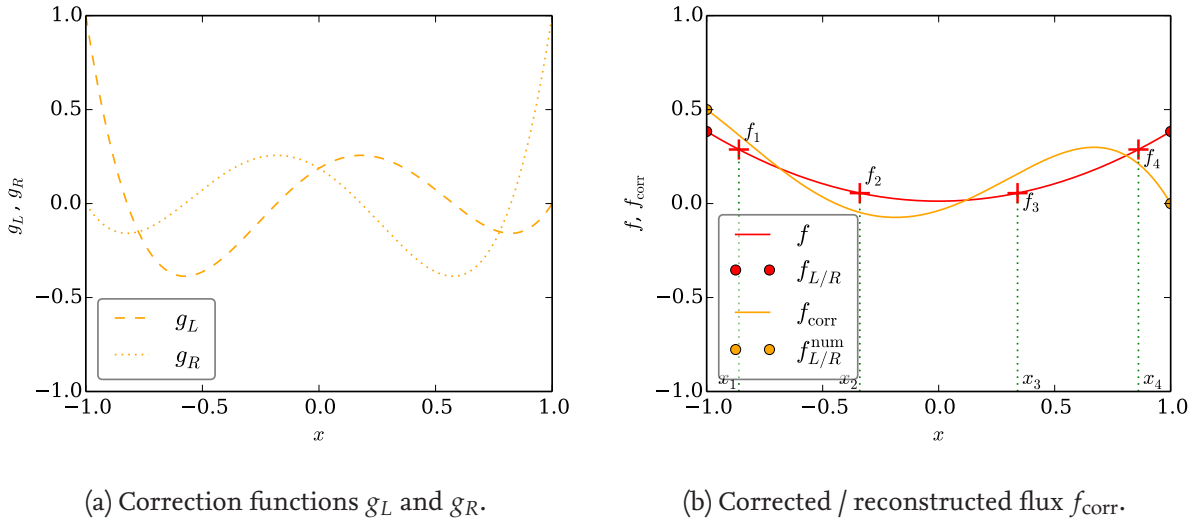 1.0
0.5
0.0
−0.5
−1.0
g_L, g_R
g_L
g_R
−1.0 −0.5 0.0 0.5 1.0
x
(a) Correction functions g_L and g_R.
1.0
0.5
0.0
−0.5
−1.0
f, f_corr
f_1
f_2
f_3
f_4
f
f_{L/R}
f_corr
f_{L/R}^{num}
x_1 x_2 x_3 x_4
−1.0 −0.5 0.0 0.5 1.0
x
(b) Corrected / reconstructed flux f_corr.